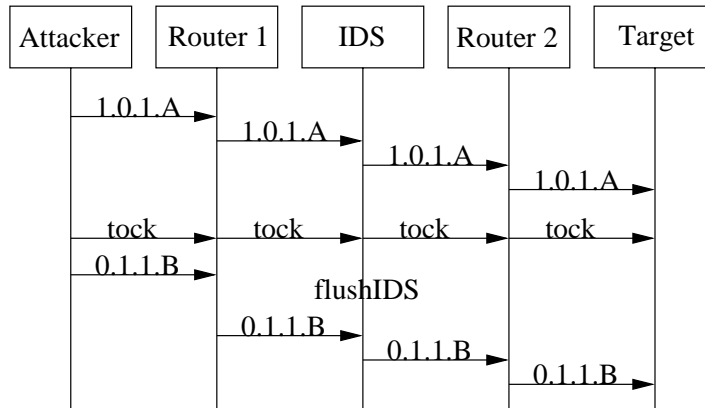 Attacker Router 1 IDS Router 2 Target
1.0.1.A
1.0.1.A
1.0.1.A
1.0.1.A
tock tock tock tock
0.1.1.B
flushIDS
0.1.1.B
0.1.1.B
0.1.1.B